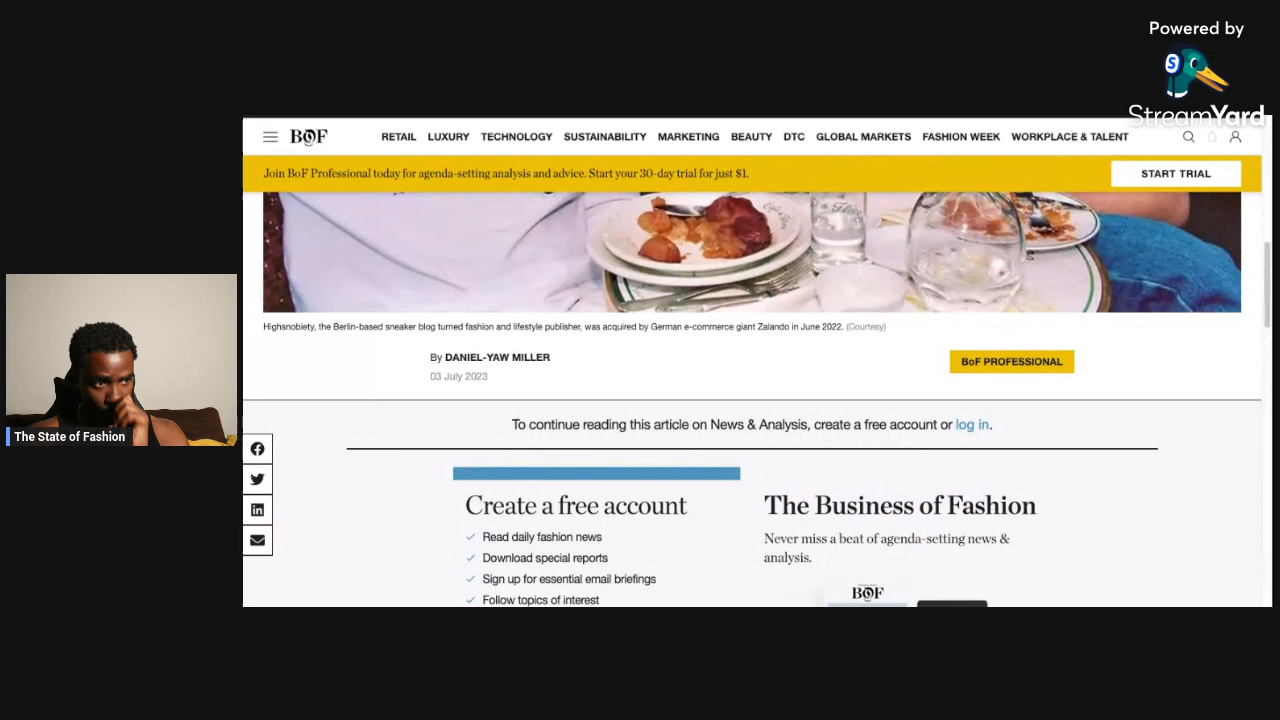 Powered by
S
StreamYard
BOF
RETAIL LUXURY TECHNOLOGY SUSTAINABILITY MARKETING BEAUTY DTC GLOBAL MARKETS FASHION WEEK WORKPLACE & TALENT
Join BoF Professional today for agenda-setting analysis and advice. Start your 30-day trial for just $1.
START TRIAL
Highsnobiety, the Berlin-based sneaker blog turned fashion and lifestyle publisher, was acquired by German e-commerce giant Zalando in June 2022. (Courtesy)
By DANIEL-YAW MILLER
03 July 2023
BoF PROFESSIONAL
To continue reading this article on News & Analysis, create a free account or log in.
The State of Fashion
Create a free account
Read daily fashion news
Download special reports
Sign up for essential email briefings
Follow topics of interest
The Business of Fashion
Never miss a beat of agenda-setting news &
analysis.
BOF